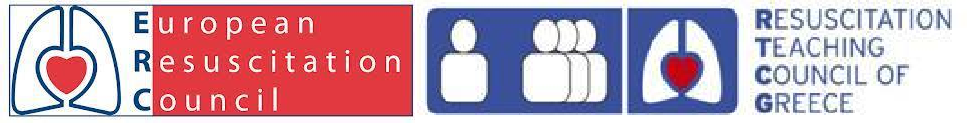 European
Resuscitation
Council
RESUSCITATION
TEACHING
COUNCIL OF
GREECE